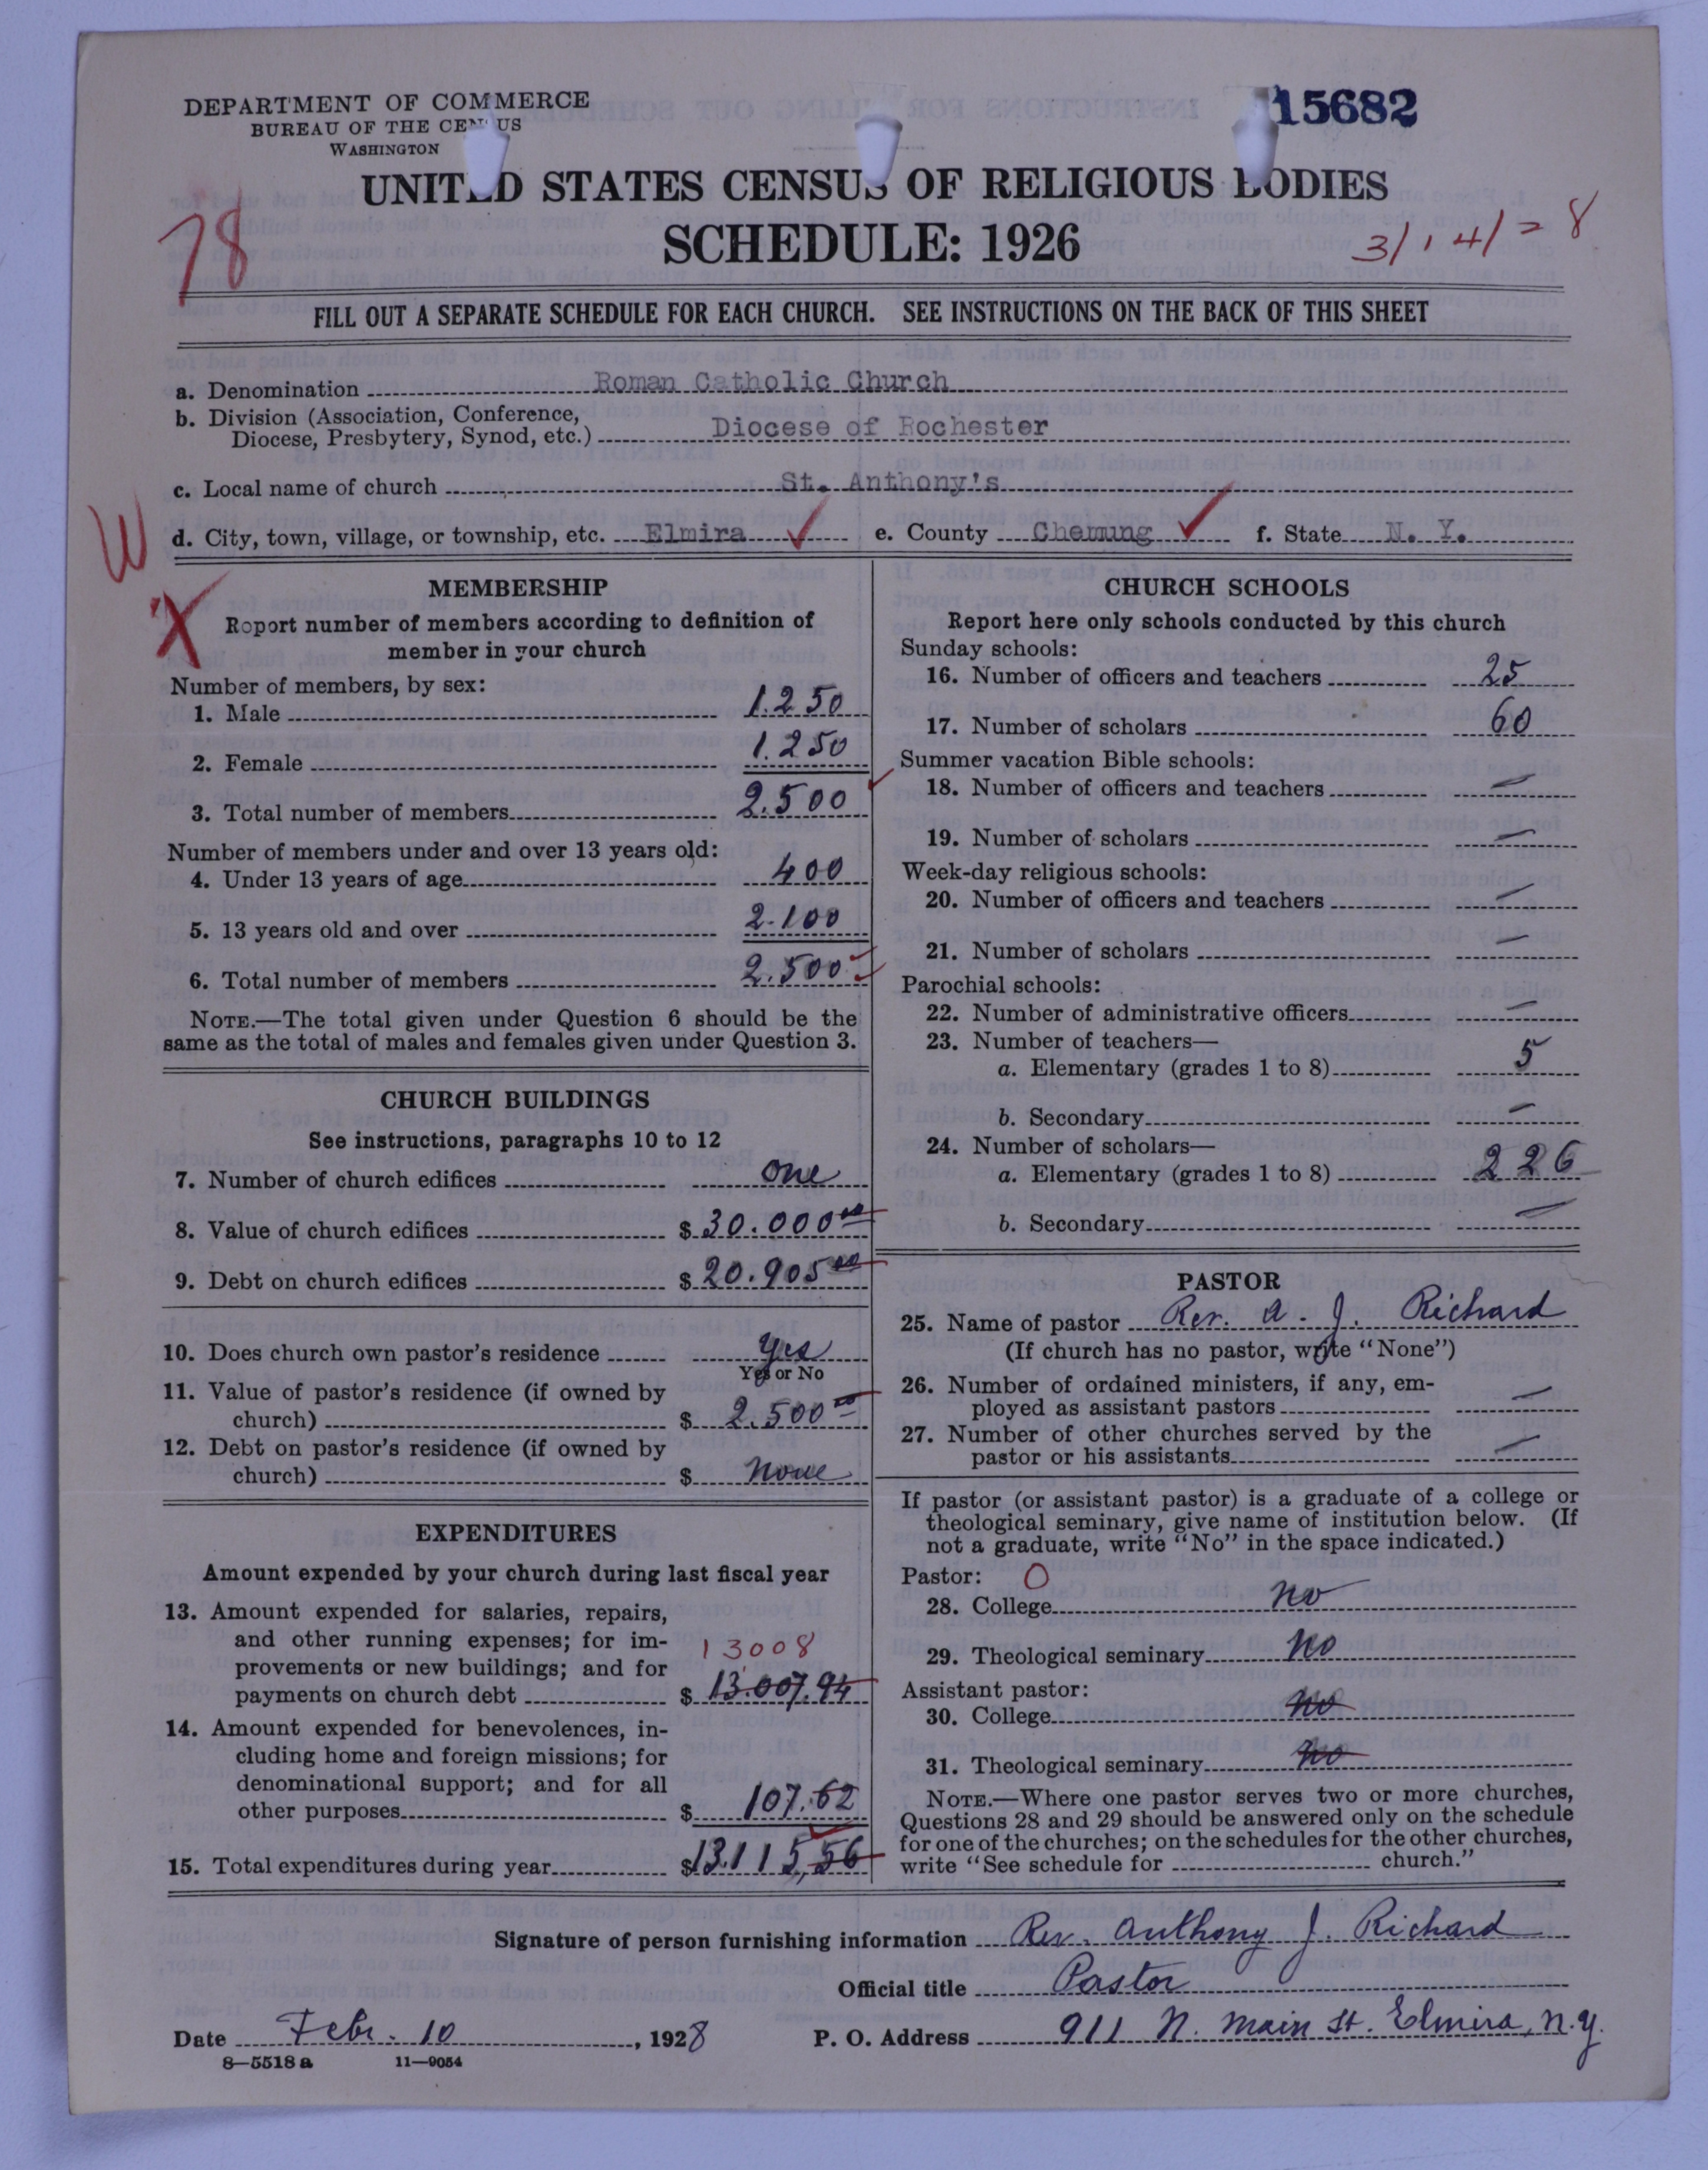 DEPARTMENT OF COMMERCE
BUREAU OF THE CENSUS
WASHINGTON
15682
UNITED STATES CENSUS OF RELIGIOUS BODIES
SCHEDULE: 1926
78
3/14/28
FILL OUT A SEPARATE SCHEDULE FOR EACH CHURCH. SEE INSTRUCTIONS ON THE BACK OF THIS SHEET
a. Denomination Roman Catholic Church
b. Division (Association, Conference,
Diocese, Presbytery, Synod, etc.) Diocese of Rochester
c. Local name of church St. Anthony's
W
d. City, town, village, or township, etc. Elmira ✓ e. County Chemung ✓ f. State N. Y.
X
MEMBERSHIP
Report number of members according to definition of
member in your church
Number of members, by sex:
1. Male 1.250
2. Female 1.250
3. Total number of members 2.500 ✓
Number of members under and over 13 years old:
4. Under 13 years of age 400
5. 13 years old and over 2.100
6. Total number of members 2.500 ✓
NOTE.—The total given under Question 6 should be the
same as the total of males and females given under Question 3.
CHURCH BUILDINGS
See instructions, paragraphs 10 to 12
7. Number of church edifices one
8. Value of church edifices $ 30.000 00
9. Debt on church edifices $ 20.905 00
10. Does church own pastor's residence yes
Yes or No
11. Value of pastor's residence (if owned by
church) $ 2.500 00
12. Debt on pastor's residence (if owned by
church) $ none
EXPENDITURES
Amount expended by your church during last fiscal year
13. Amount expended for salaries, repairs,
and other running expenses; for im-
provements or new buildings; and for
13008
payments on church debt $ 13.007.94
14. Amount expended for benevolences, in-
cluding home and foreign missions; for
denominational support; and for all
other purposes $ 107.62
15. Total expenditures during year $13.115,56
CHURCH SCHOOLS
Report here only schools conducted by this church
Sunday schools:
16. Number of officers and teachers 25
17. Number of scholars 60
Summer vacation Bible schools:
18. Number of officers and teachers —
19. Number of scholars —
Week-day religious schools:
20. Number of officers and teachers —
21. Number of scholars —
Parochial schools:
22. Number of administrative officers —
23. Number of teachers—
a. Elementary (grades 1 to 8) 5
b. Secondary —
24. Number of scholars—
a. Elementary (grades 1 to 8) 226
b. Secondary —
PASTOR
25. Name of pastor Rev. A. J. Richard
(If church has no pastor, write "None")
26. Number of ordained ministers, if any, em-
ployed as assistant pastors —
27. Number of other churches served by the
pastor or his assistants —
If pastor (or assistant pastor) is a graduate of a college or
theological seminary, give name of institution below. (If
not a graduate, write "No" in the space indicated.)
Pastor: O
28. College no
29. Theological seminary No
Assistant pastor:
30. College No
31. Theological seminary No
NOTE.—Where one pastor serves two or more churches,
Questions 28 and 29 should be answered only on the schedule
for one of the churches; on the schedules for the other churches,
write "See schedule for church."
Signature of person furnishing information Rev. Anthony J. Richard
Official title Pastor
Date Febr. 10, 1928 P. O. Address 911 N. Main St. Elmira, N.Y.
8—5518 a 11—9054